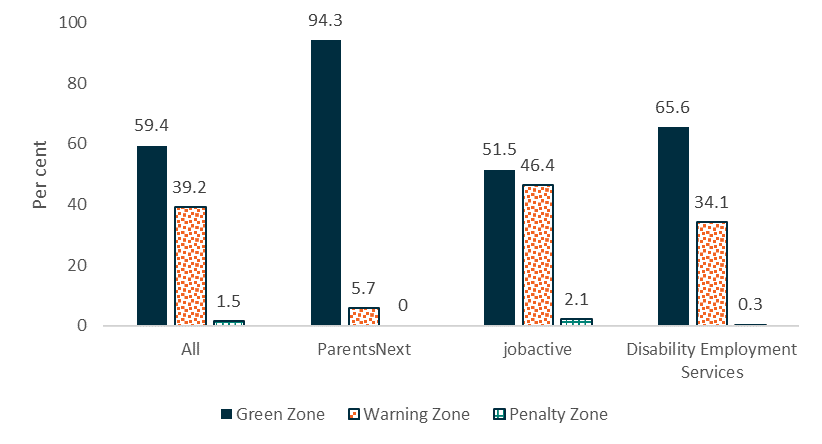 100
80
60
40
20
0
Per cent
59.4
39.2
1.5
94.3
5.7
0
51.5
46.4
2.1
65.6
34.1
0.3
All
ParentsNext
jobactive
Disability Employment
Services
Green Zone
Warning Zone
Penalty Zone